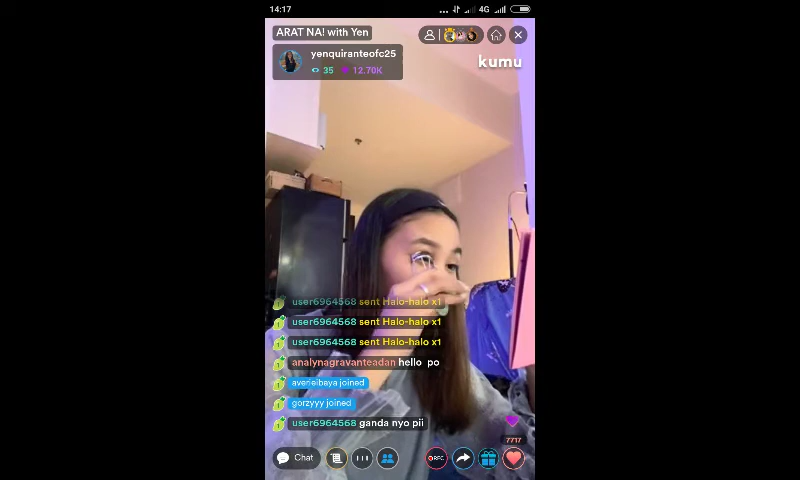 14:17
4G
ARAT NA! with Yen
yenquiranteofc25
35
12.70K
kumu
user6964568 sent Halo-halo x1
user6964568 sent Halo-halo x1
user6964568 sent Halo-halo x1
analynagravanteadan hello po
averieibaya joined
gorzyyy joined
user6964568 ganda nyo pii
7717
Chat
RFC